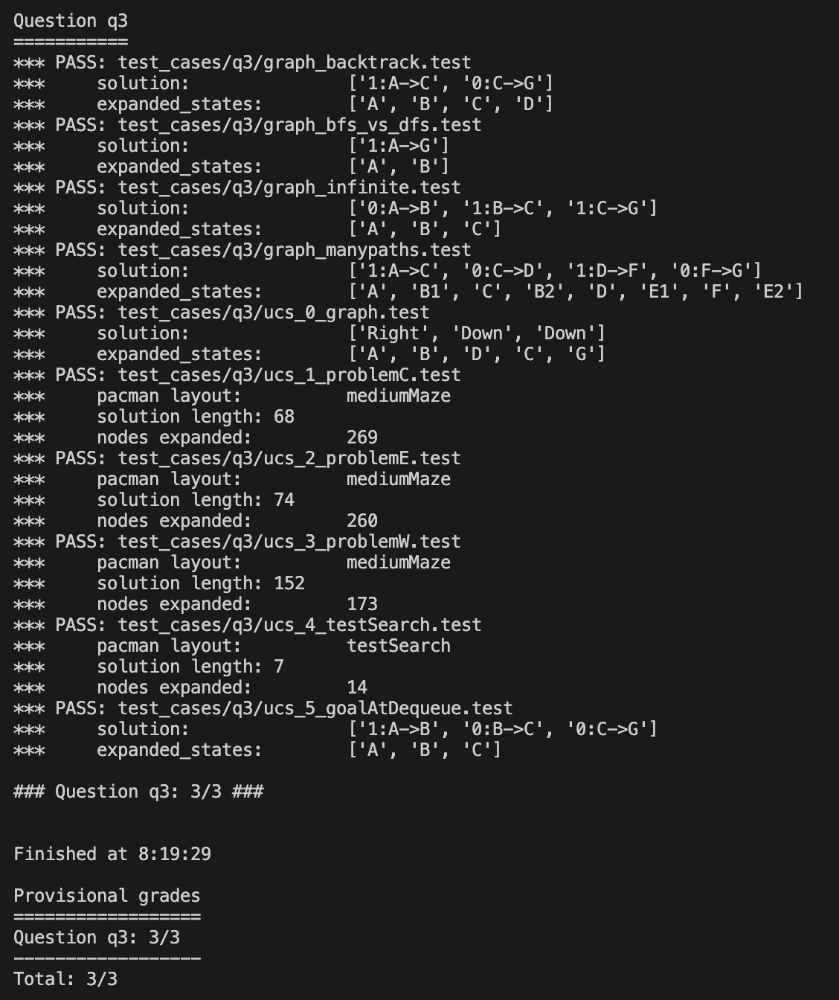 Question q3
===========
*** PASS: test_cases/q3/graph_backtrack.test
***     solution:               ['1:A->C', '0:C->G']
***     expanded_states:        ['A', 'B', 'C', 'D']
*** PASS: test_cases/q3/graph_bfs_vs_dfs.test
***     solution:               ['1:A->G']
***     expanded_states:        ['A', 'B']
*** PASS: test_cases/q3/graph_infinite.test
***     solution:               ['0:A->B', '1:B->C', '1:C->G']
***     expanded_states:        ['A', 'B', 'C']
*** PASS: test_cases/q3/graph_manypaths.test
***     solution:               ['1:A->C', '0:C->D', '1:D->F', '0:F->G']
***     expanded_states:        ['A', 'B1', 'C', 'B2', 'D', 'E1', 'F', 'E2']
*** PASS: test_cases/q3/ucs_0_graph.test
***     solution:               ['Right', 'Down', 'Down']
***     expanded_states:        ['A', 'B', 'D', 'C', 'G']
*** PASS: test_cases/q3/ucs_1_problemC.test
***     pacman layout:          mediumMaze
***     solution length: 68
***     nodes expanded:         269
*** PASS: test_cases/q3/ucs_2_problemE.test
***     pacman layout:          mediumMaze
***     solution length: 74
***     nodes expanded:         260
*** PASS: test_cases/q3/ucs_3_problemW.test
***     pacman layout:          mediumMaze
***     solution length: 152
***     nodes expanded:         173
*** PASS: test_cases/q3/ucs_4_testSearch.test
***     pacman layout:          testSearch
***     solution length: 7
***     nodes expanded:         14
*** PASS: test_cases/q3/ucs_5_goalAtDequeue.test
***     solution:               ['1:A->B', '0:B->C', '0:C->G']
***     expanded_states:        ['A', 'B', 'C']

### Question q3: 3/3 ###


Finished at 8:19:29

Provisional grades
==================
Question q3: 3/3
------------------
Total: 3/3